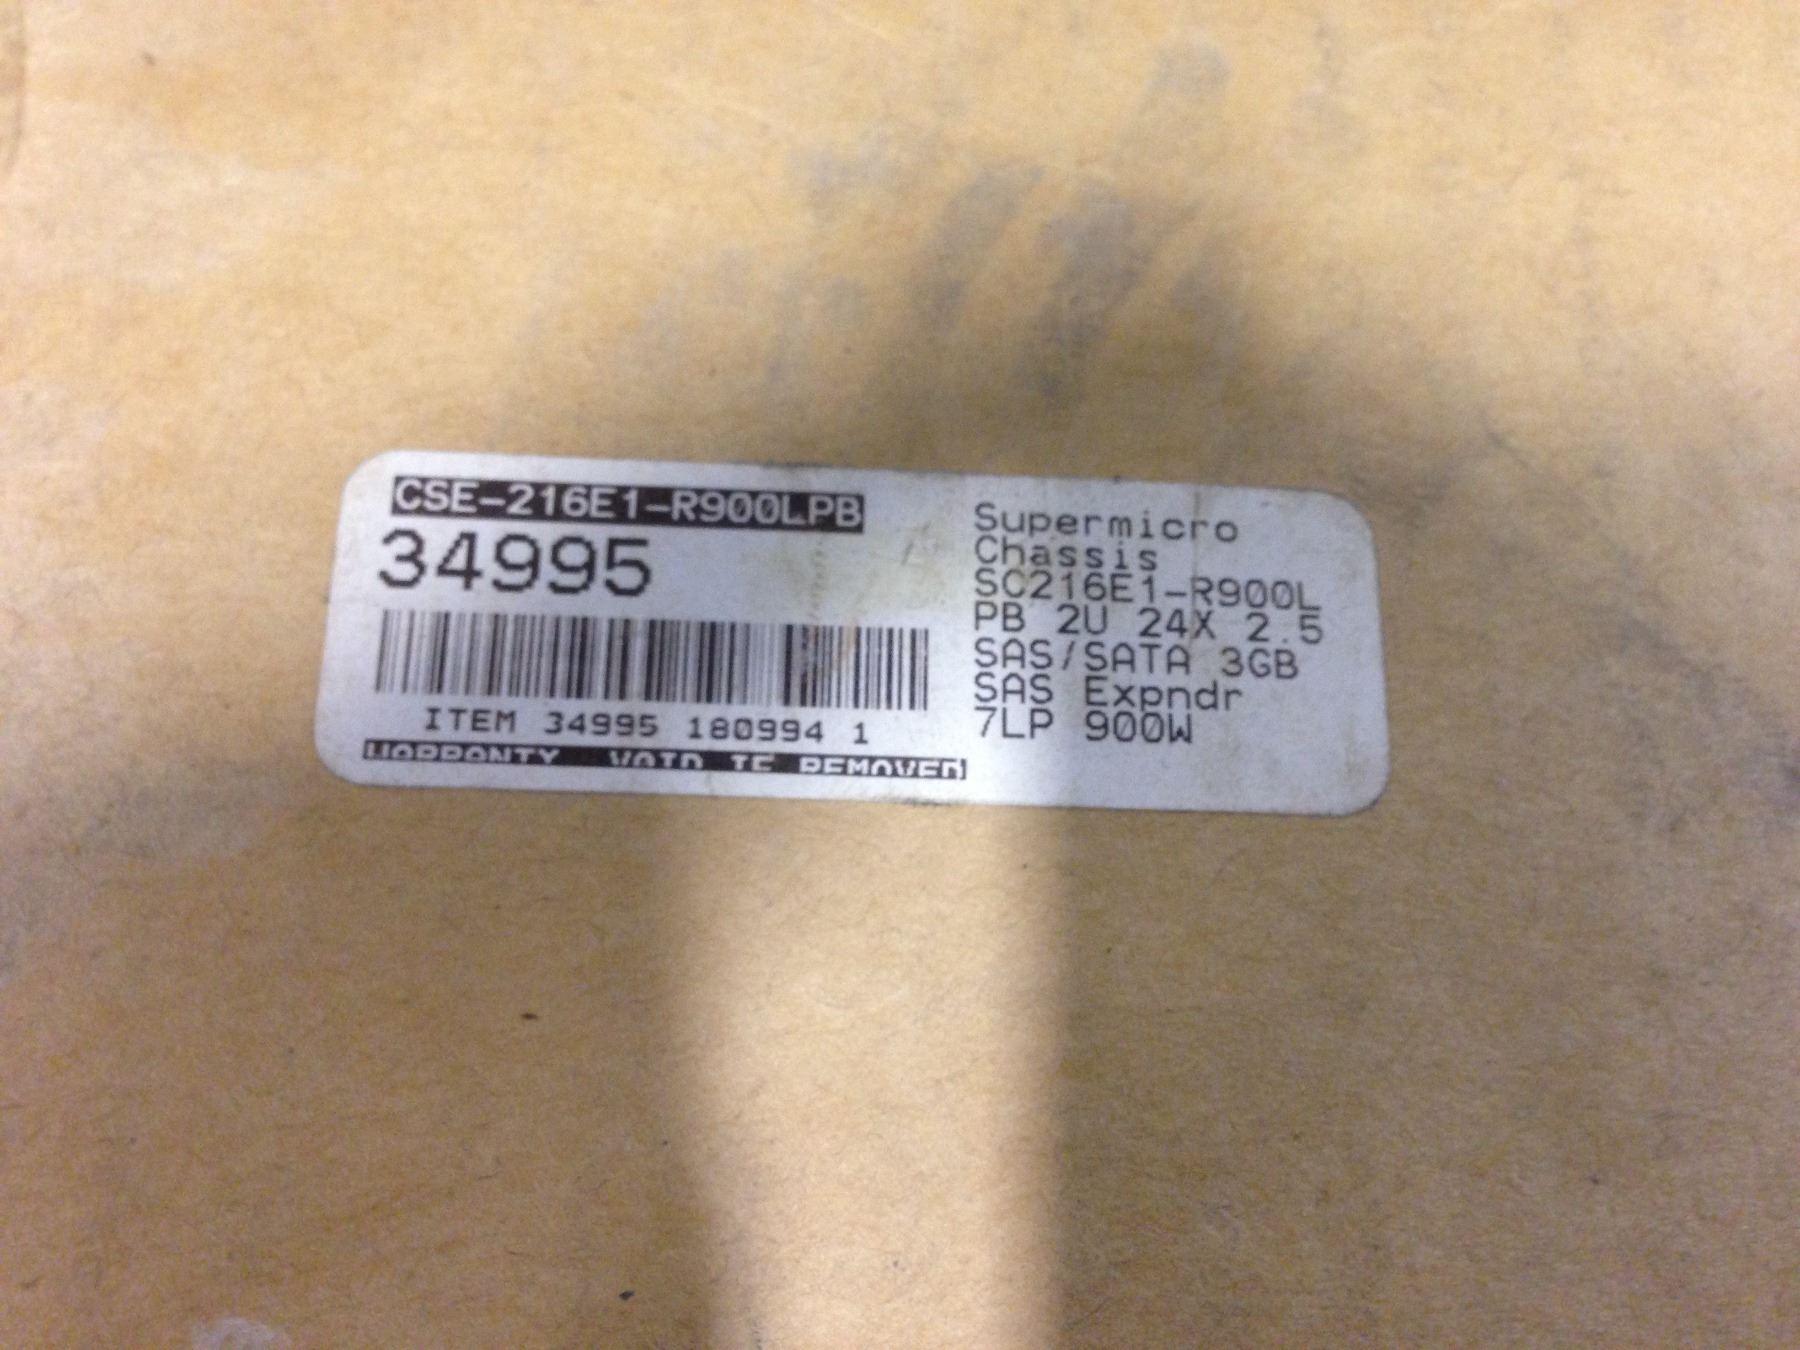 CSE-216E1-R900LPB
34995
ITEM 34995 180994 1
WARRANTY VOID IF REMOVED
Supermicro
Chassis
SC216E1-R900L
PB 2U 24X 2.5
SAS/SATA 3GB
SAS Expndr
7LP 900W